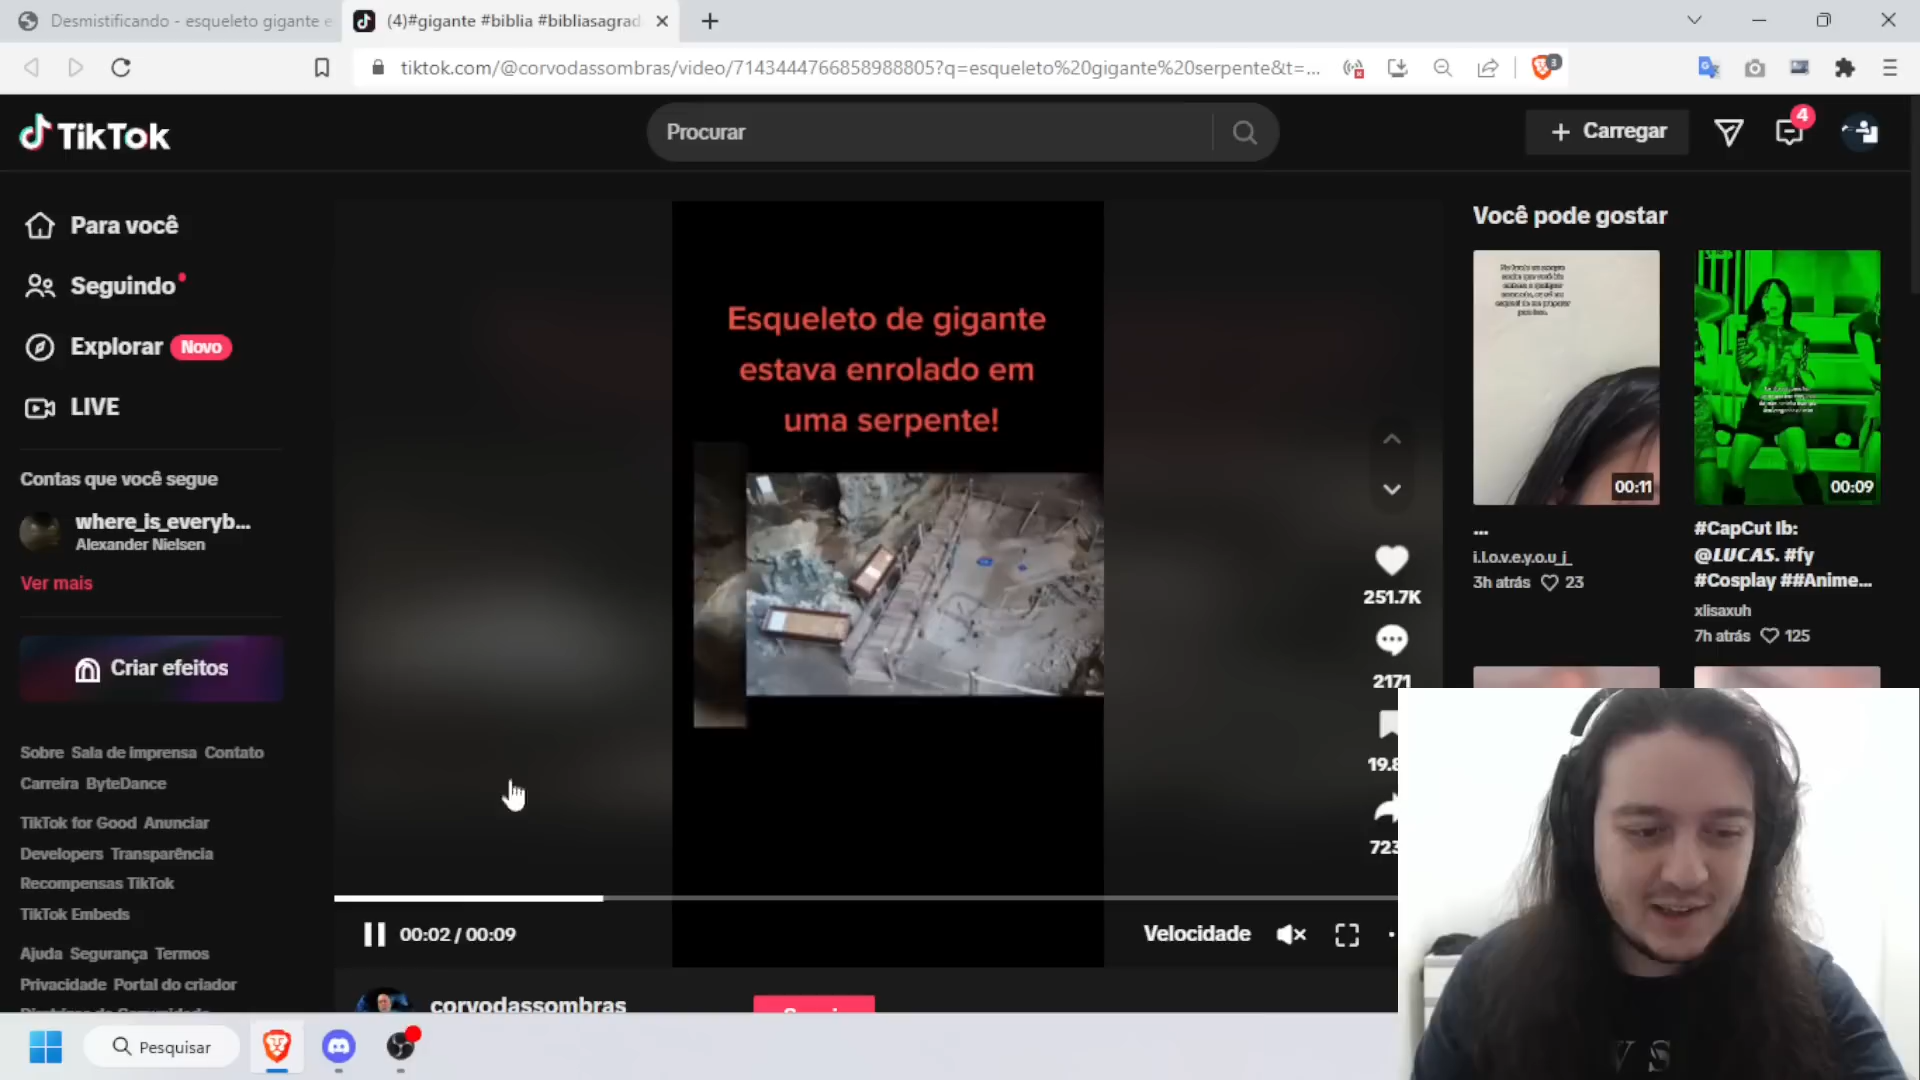 Desmistificando - esqueleto gigante e
(4)#gigante #biblia #bibliasagrad
tiktok.com/@corvodassombras/video/7143444766858988805?q=esqueleto%20gigante%20serpente&t=...
3
TikTok
Procurar
Carregar
4
Para você
Seguindo
Explorar Novo
LIVE
Contas que você segue
where_is_everyb...
Alexander Nielsen
Ver mais
Criar efeitos
Sobre Sala de imprensa Contato
Carreira ByteDance
TikTok for Good Anunciar
Developers Transparência
Recompensas TikTok
TikTok Embeds
Ajuda Segurança Termos
Privacidade Portal do criador
Esqueleto de gigante
estava enrolado em
uma serpente!
251.7K
2171
19.8
723
00:02 / 00:09
Velocidade
corvodassombras
Você pode gostar
00:11
...
i.l.o.v.e.y.o.u_j_
3h atrás 23
00:09
#CapCut Ib:
@LUCAS. #fy
#Cosplay ##Anime...
xlisaxuh
7h atrás 125
Pesquisar